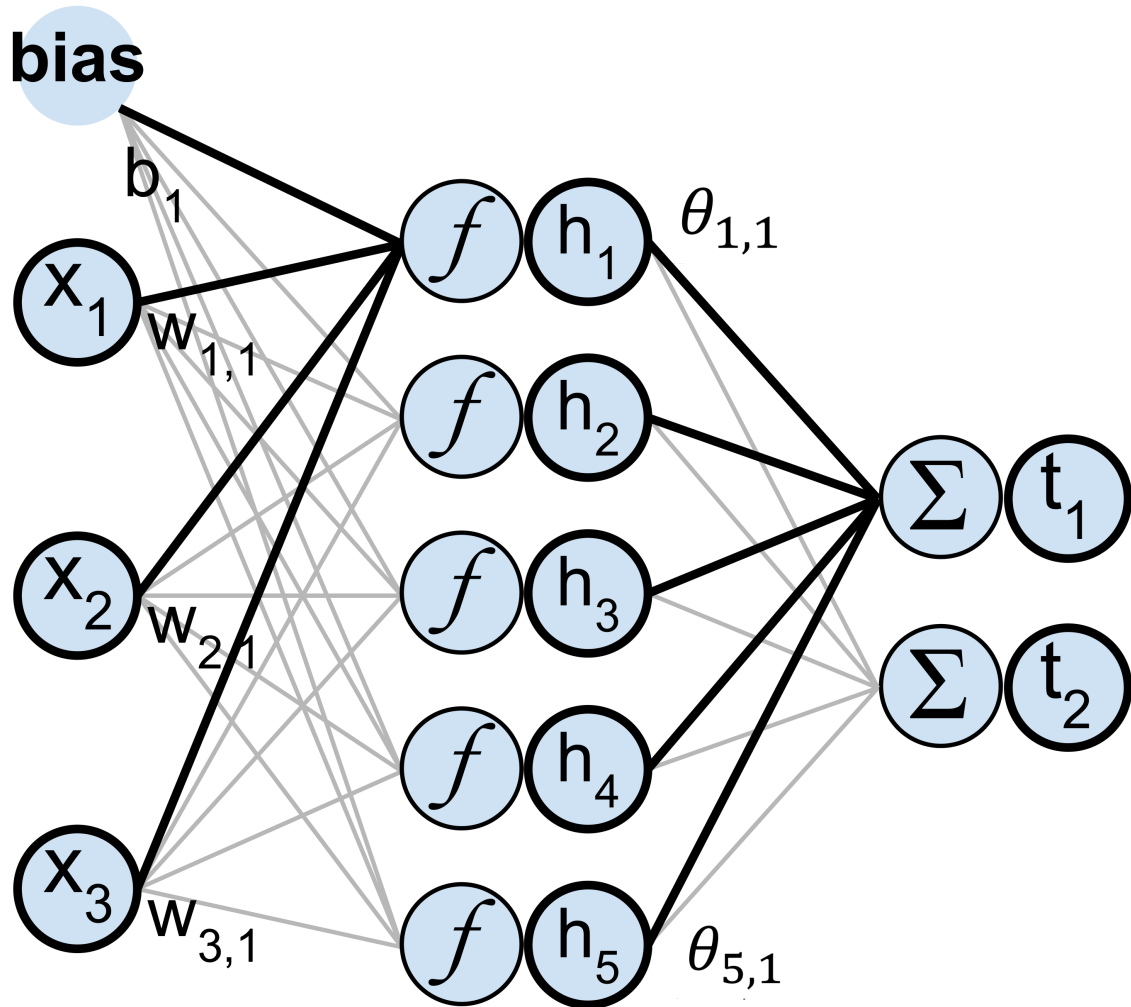 bias
b₁
x₁
w₁,₁
x₂
w₂,₁
x₃
w₃,₁
f h₁
f h₂
f h₃
f h₄
f h₅
θ₁,₁
θ₅,₁
Σ t₁
Σ t₂